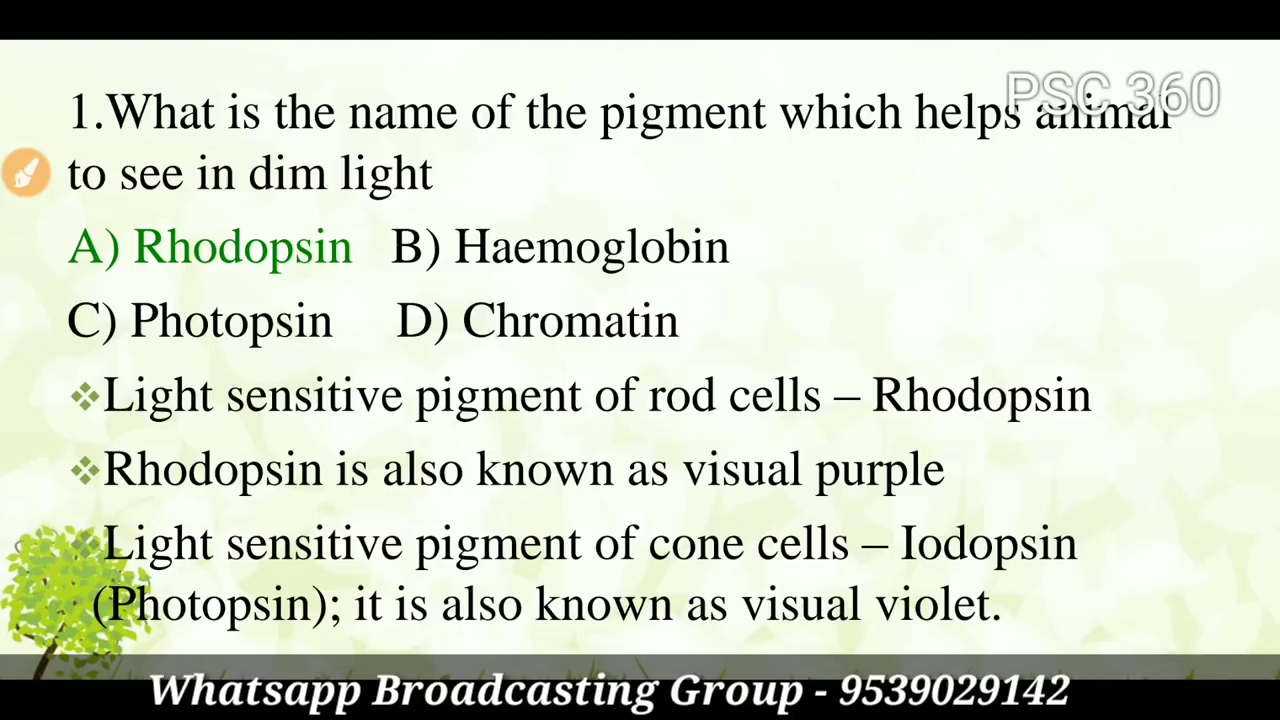 PSC 360
1.What is the name of the pigment which helps animal
to see in dim light
A) Rhodopsin B) Haemoglobin
C) Photopsin D) Chromatin
❖Light sensitive pigment of rod cells – Rhodopsin
❖Rhodopsin is also known as visual purple
❖Light sensitive pigment of cone cells – Iodopsin
(Photopsin); it is also known as visual violet.
Whatsapp Broadcasting Group - 9539029142